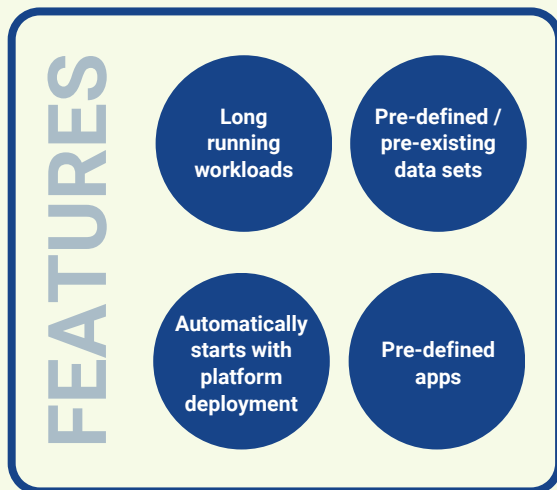 FEATURES
Long
running
workloads
Pre-defined /
pre-existing
data sets
Automatically
starts with
platform
deployment
Pre-defined
apps